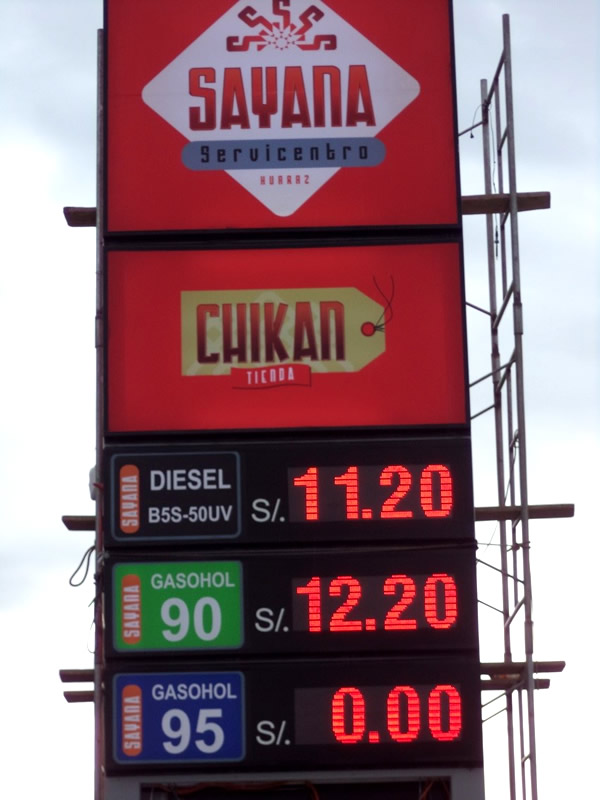 SAYANA
Servicentro
HUARAZ
CHIKAN
TIENDA
SAYANA
DIESEL
B5S-50UV
S/. 11.20
SAYANA
GASOHOL
90
S/. 12.20
SAYANA
GASOHOL
95
S/. 0.00